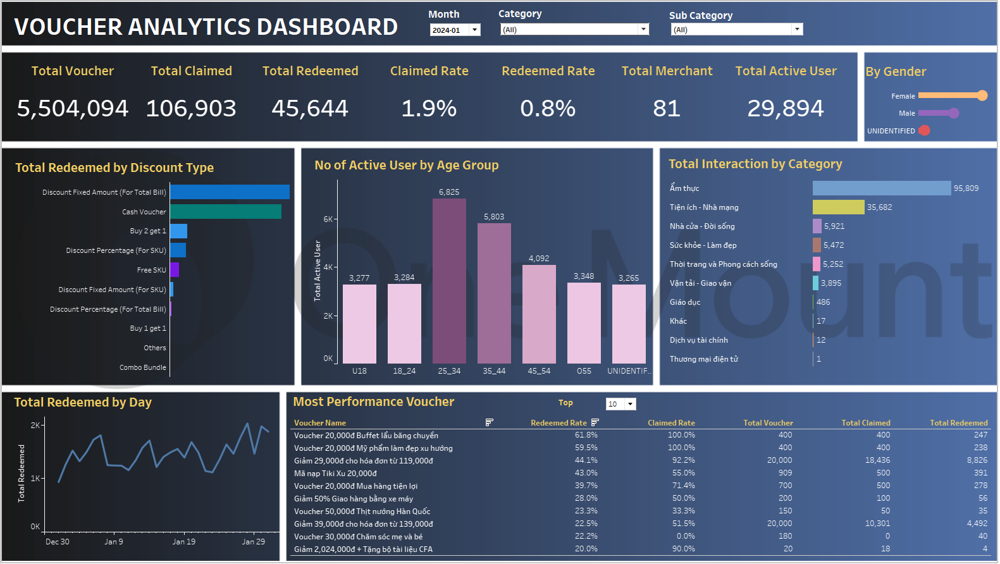 VOUCHER ANALYTICS DASHBOARD
Month
Category
Sub Category
2024-01
(All)
(All)
Total Voucher
Total Claimed
Total Redeemed
Claimed Rate
Redeemed Rate
Total Merchant
Total Active User
5,504,094
106,903
45,644
1.9%
0.8%
81
29,894
By Gender
Female
Male
UNIDENTIFIED
Total Redeemed by Discount Type
Discount Fixed Amount (For Total Bill)
Cash Voucher
Buy 2 get 1
Discount Percentage (For SKU)
Free SKU
Discount Fixed Amount (For SKU)
Discount Percentage (For Total Bill)
Buy 1 get 1
Others
Combo Bundle
No of Active User by Age Group
Total Active User
6K
4K
2K
0K
3,277
3,284
6,825
5,803
4,092
3,348
3,265
U18
18_24
25_34
35_44
45_54
O55
UNIDENTIF..
Total Interaction by Category
Ẩm thực 95,809
Tiện ích - Nhà mạng 35,682
Nhà cửa - Đời sống 5,921
Sức khỏe - Làm đẹp 5,472
Thời trang và Phong cách sống 5,252
Vận tải - Giao vận 3,895
Giáo dục 486
Khác 17
Dịch vụ tài chính 12
Thương mại điện tử 1
One Mount
Total Redeemed by Day
Total Redeemed
2K
1K
0K
Dec 30
Jan 9
Jan 19
Jan 29
Most Performance Voucher
Top
10
Voucher Name Redeemed Rate Claimed Rate Total Voucher Total Claimed Total Redeemed
Voucher 20,000đ Buffet lẩu băng chuyền 61.8% 100.0% 400 400 247
Voucher 20,000đ Mỹ phẩm làm đẹp xu hướng 59.5% 100.0% 400 400 238
Giảm 29,000đ cho hóa đơn từ 119,000đ 44.1% 92.2% 20,000 18,436 8,826
Mã nạp Tiki Xu 20,000đ 43.0% 55.0% 909 500 391
Voucher 20,000đ Mua hàng tiện lợi 39.7% 71.4% 700 500 278
Giảm 50% Giao hàng bằng xe máy 28.0% 50.0% 200 100 56
Voucher 50,000đ Thịt nướng Hàn Quốc 23.3% 33.3% 150 50 35
Giảm 39,000đ cho hóa đơn từ 139,000đ 22.5% 51.5% 20,000 10,301 4,492
Voucher 30,000đ Chăm sóc mẹ và bé 22.2% 0.0% 180 0 40
Giảm 2,024,000đ + Tặng bộ tài liệu CFA 20.0% 90.0% 20 18 4